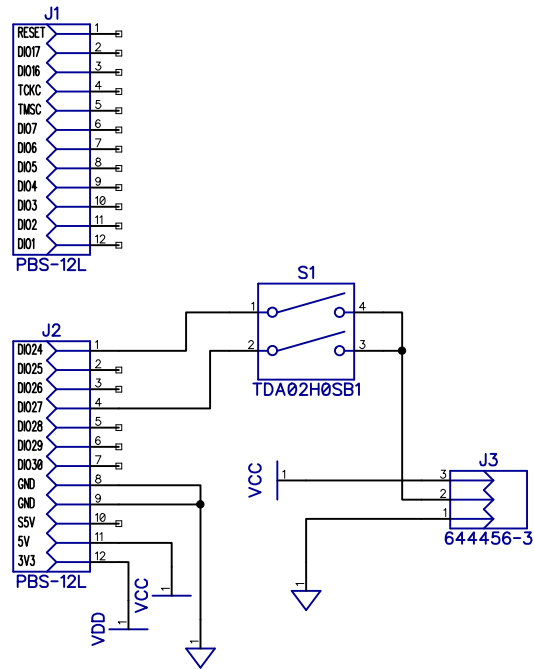 J1
RESET 1
DIO17 2
DIO16 3
TCKC 4
TMSC 5
DIO7 6
DIO6 7
DIO5 8
DIO4 9
DIO3 10
DIO2 11
DIO1 12
PBS-12L
S1
1 4
2 3
TDA02H0SB1
J2
DIO24 1
DIO25 2
DIO26 3
DIO27 4
DIO28 5
DIO29 6
DIO30 7
GND 8
GND 9
S5V 10
5V 11
3V3 12
PBS-12L
VDD 1
VCC 1
1
VCC 1
J3
3
2
1
644456-3
1